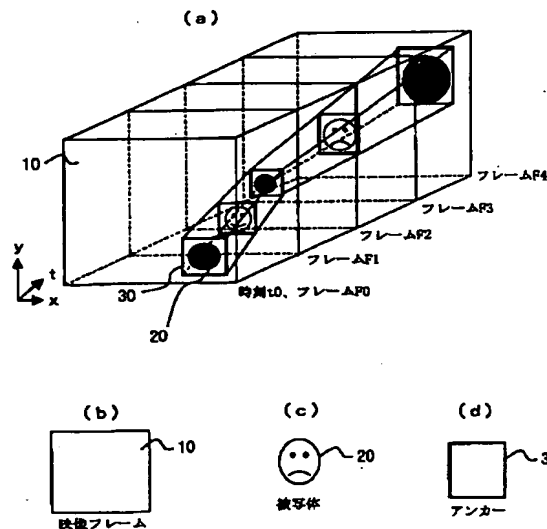 (a)
10
フレームF4
フレームF3
フレームF2
フレームF1
時刻t0、フレームF0
y
t
x
30
20
(b)
10
映像フレーム
(c)
20
被写体
(d)
3
アンカー